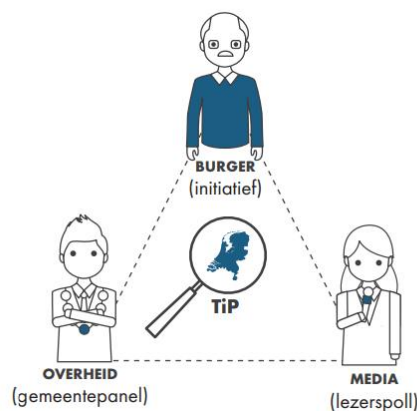 BURGER
(initiatief)
TiP
OVERHEID
(gemeentepanel)
MEDIA
(lezerspoll)